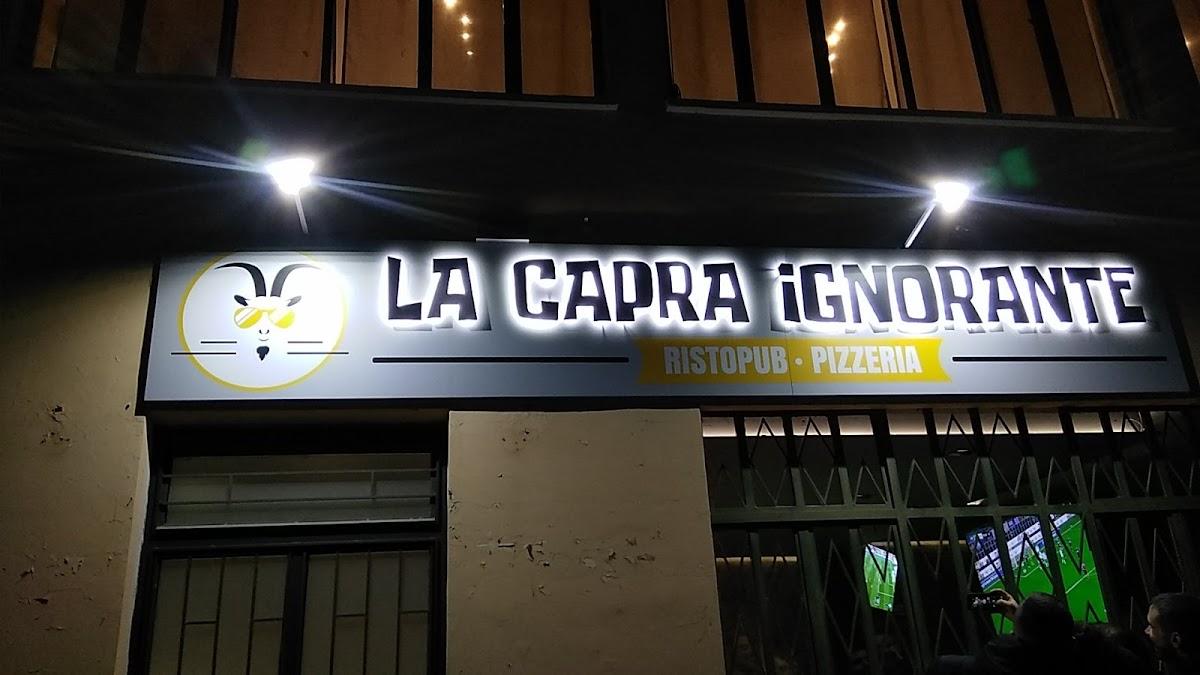 LA CAPRA iGNORANTE
RISTOPUB • PIZZERIA